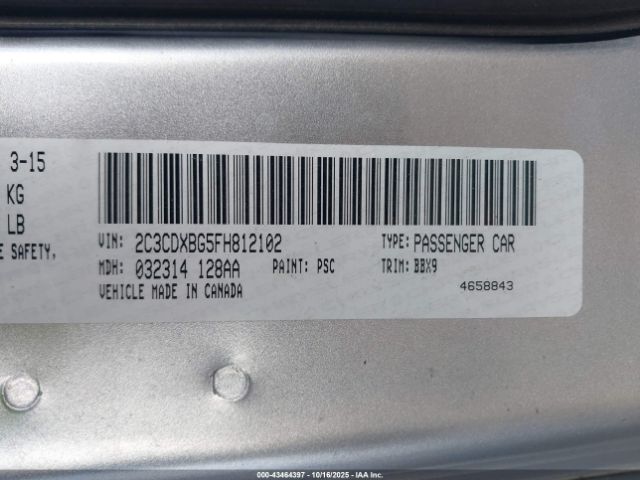 3-15
KG
LB
E SAFETY,
VIN: 2C3CDXBG5FH812102 TYPE: PASSENGER CAR
MDH: 032314 128AA PAINT: PSC TRIM: BBX9
VEHICLE MADE IN CANADA 4658843
000-43464397 - 10/16/2025 - IAA Inc.